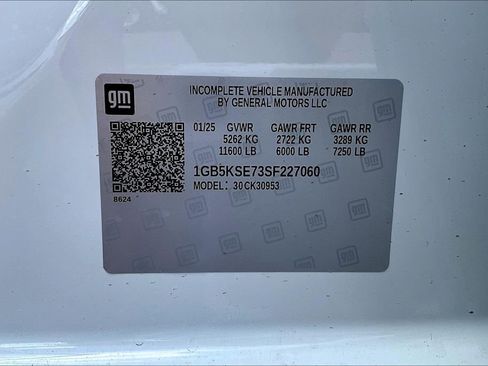 gm
INCOMPLETE VEHICLE MANUFACTURED
BY GENERAL MOTORS LLC
01/25 GVWR GAWR FRT GAWR RR
5262 KG 2722 KG 3289 KG
11600 LB 6000 LB 7250 LB
1GB5KSE73SF227060
MODEL: 30 CK30953
8624